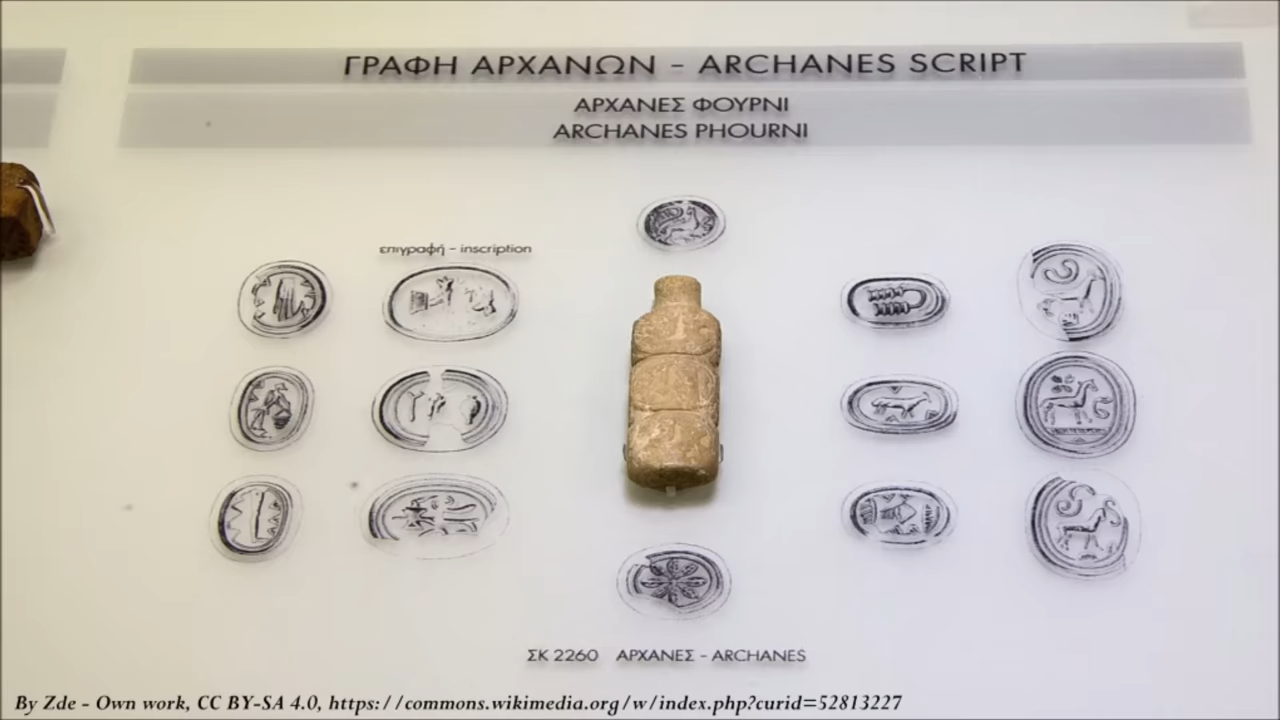 ΓΡΑΦΗ ΑΡΧΑΝΩΝ - ARCHANES SCRIPT
ΑΡΧΑΝΕΣ ΦΟΥΡΝΙ
ARCHANES PHOURNI
επιγραφή - inscription
ΣΚ 2260 ΑΡΧΑΝΕΣ - ARCHANES
By Zde - Own work, CC BY-SA 4.0, https://commons.wikimedia.org/w/index.php?curid=52813227